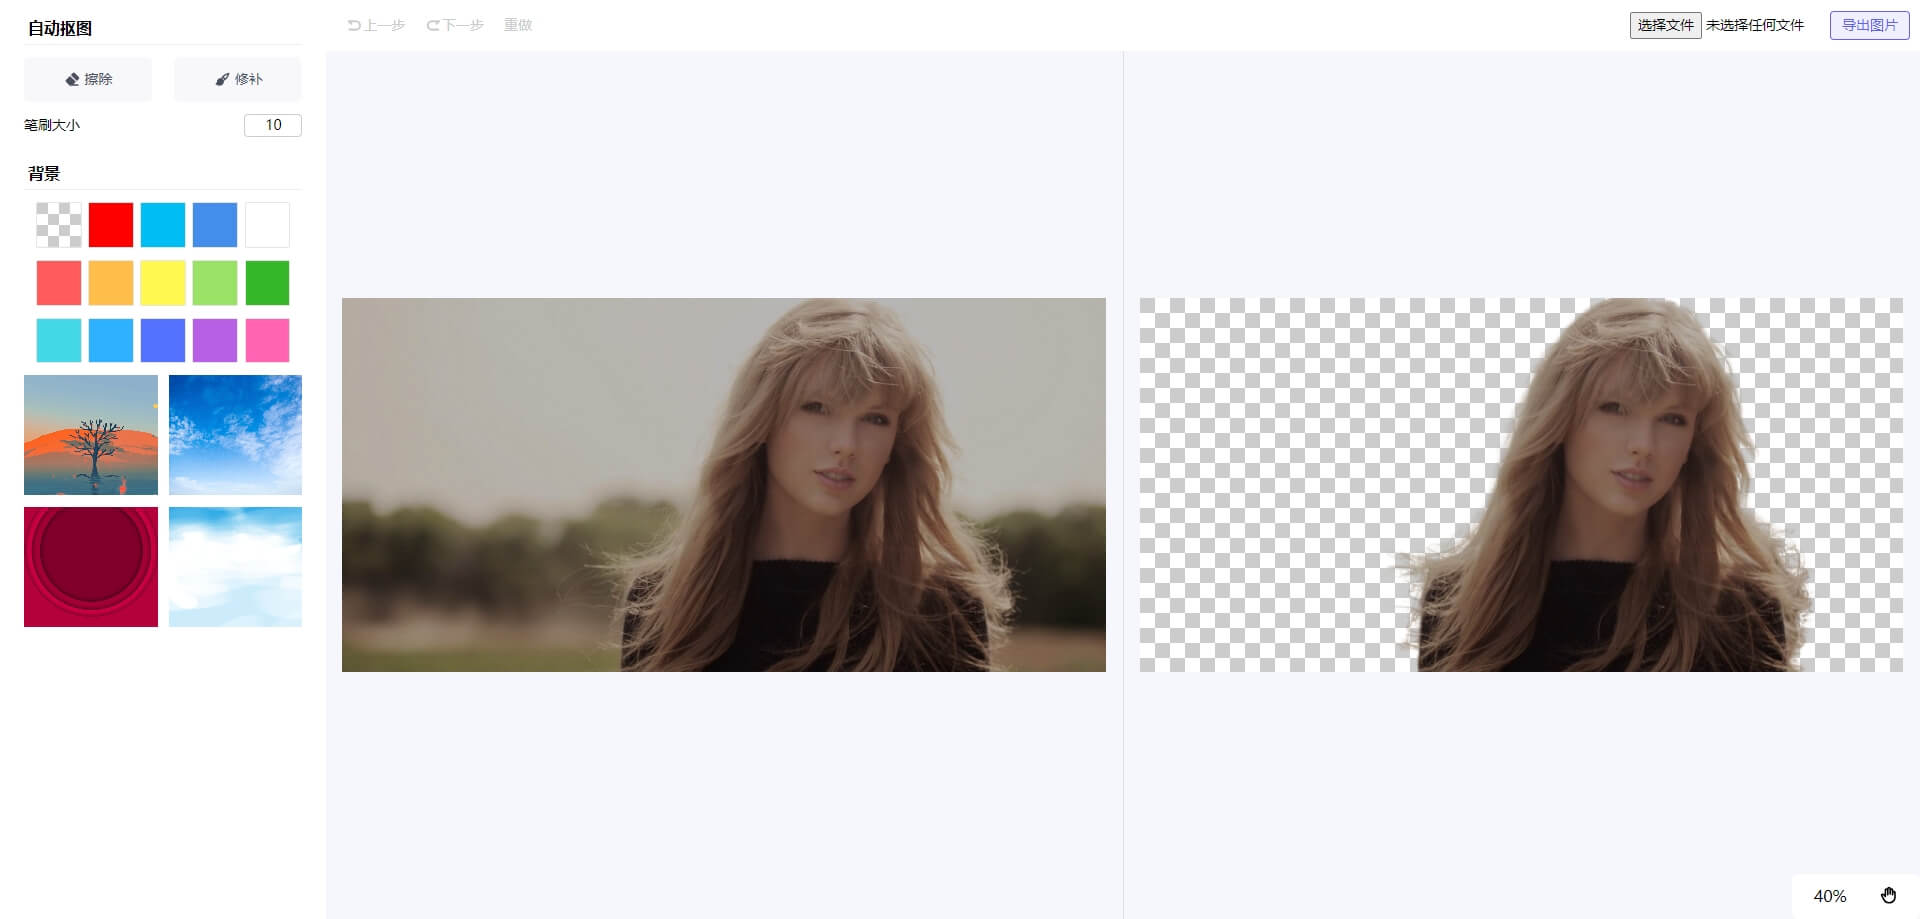 自动抠图
擦除 修补
笔刷大小 10
背景
上一步 下一步 重做
选择文件 未选择任何文件 导出图片
40%